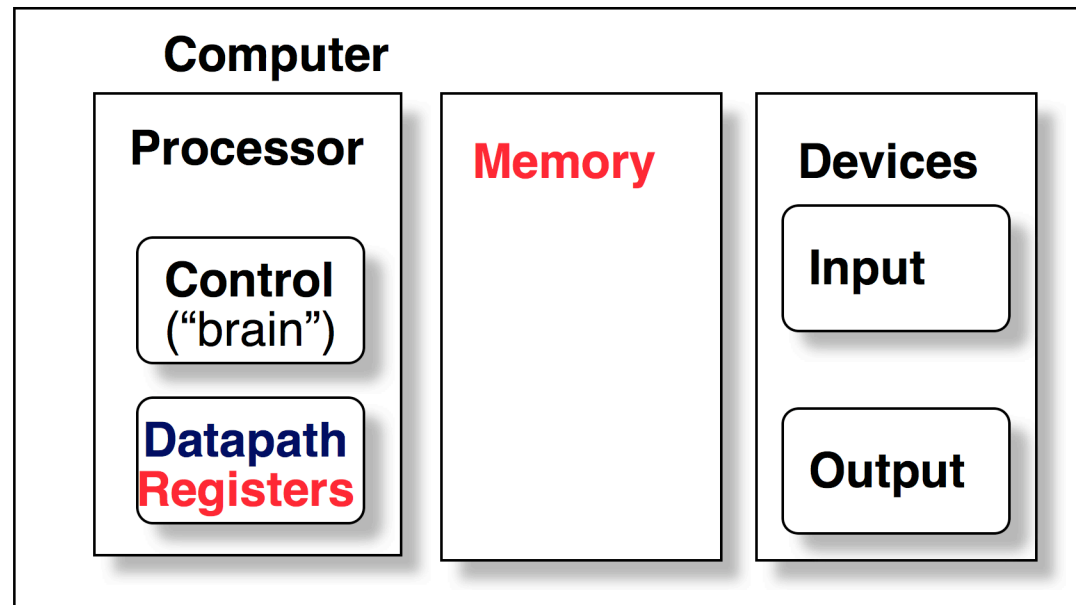 Computer
Processor
Control
(“brain”)
Datapath
Registers
Memory
Devices
Input
Output